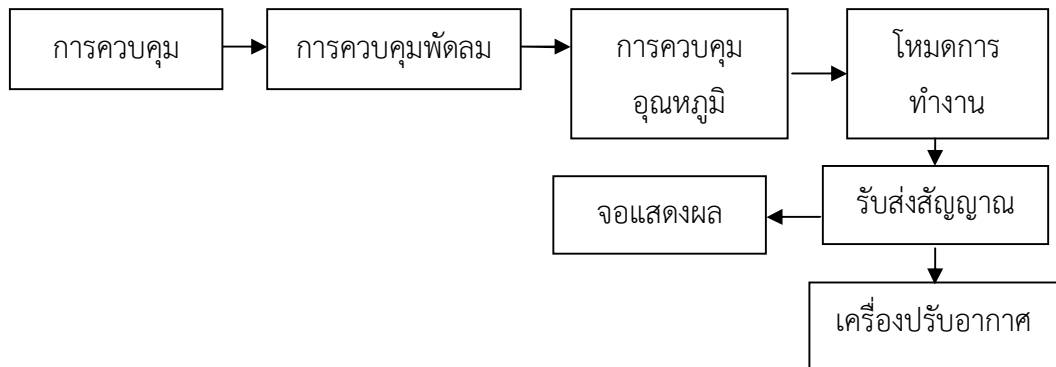 การควบคุม
การควบคุมพัดลม
การควบคุม
อุณหภูมิ
โหมดการ
ทำงาน
จอแสดงผล
รับส่งสัญญาณ
เครื่องปรับอากาศ